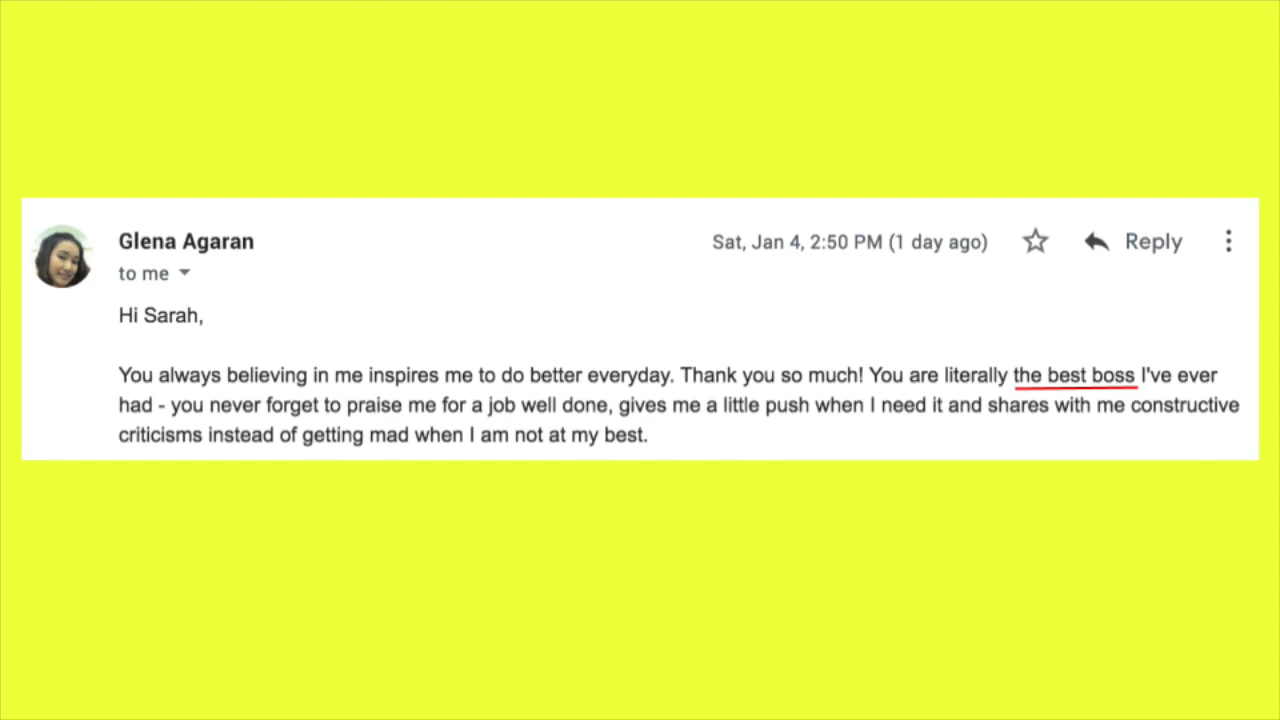 Glena Agaran
Sat, Jan 4, 2:50 PM (1 day ago)
Reply
to me
Hi Sarah,
You always believing in me inspires me to do better everyday. Thank you so much! You are literally the best boss I've ever
had - you never forget to praise me for a job well done, gives me a little push when I need it and shares with me constructive
criticisms instead of getting mad when I am not at my best.